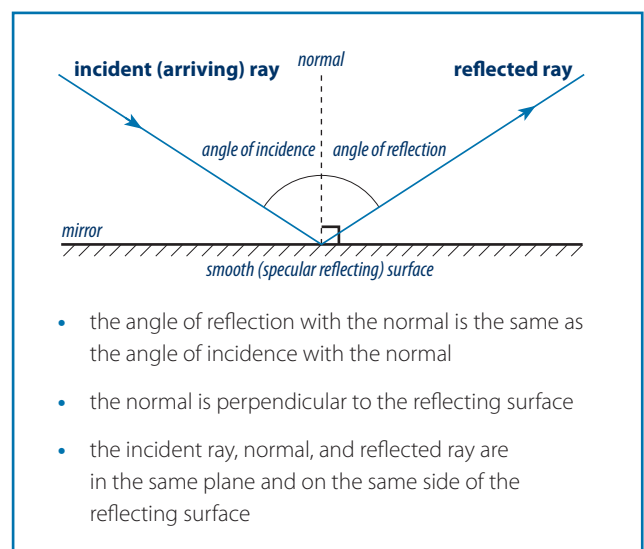 normal
incident (arriving) ray
reflected ray
angle of incidence
angle of reflection
mirror
smooth (specular reflecting) surface
• the angle of reflection with the normal is the same as
the angle of incidence with the normal
• the normal is perpendicular to the reflecting surface
• the incident ray, normal, and reflected ray are
in the same plane and on the same side of the
reflecting surface